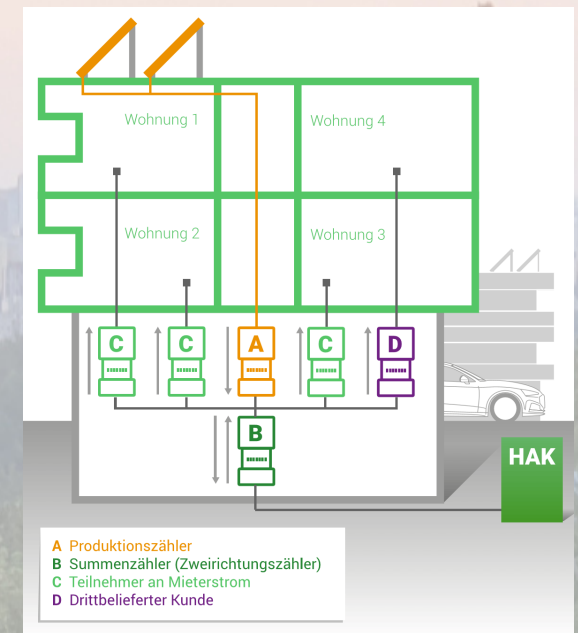 Wohnung 1
Wohnung 4
Wohnung 2
Wohnung 3
C
C
A
C
D
B
HAK
A Produktionszähler
B Summenzähler (Zweirichtungszähler)
C Teilnehmer an Mieterstrom
D Drittbelieferter Kunde